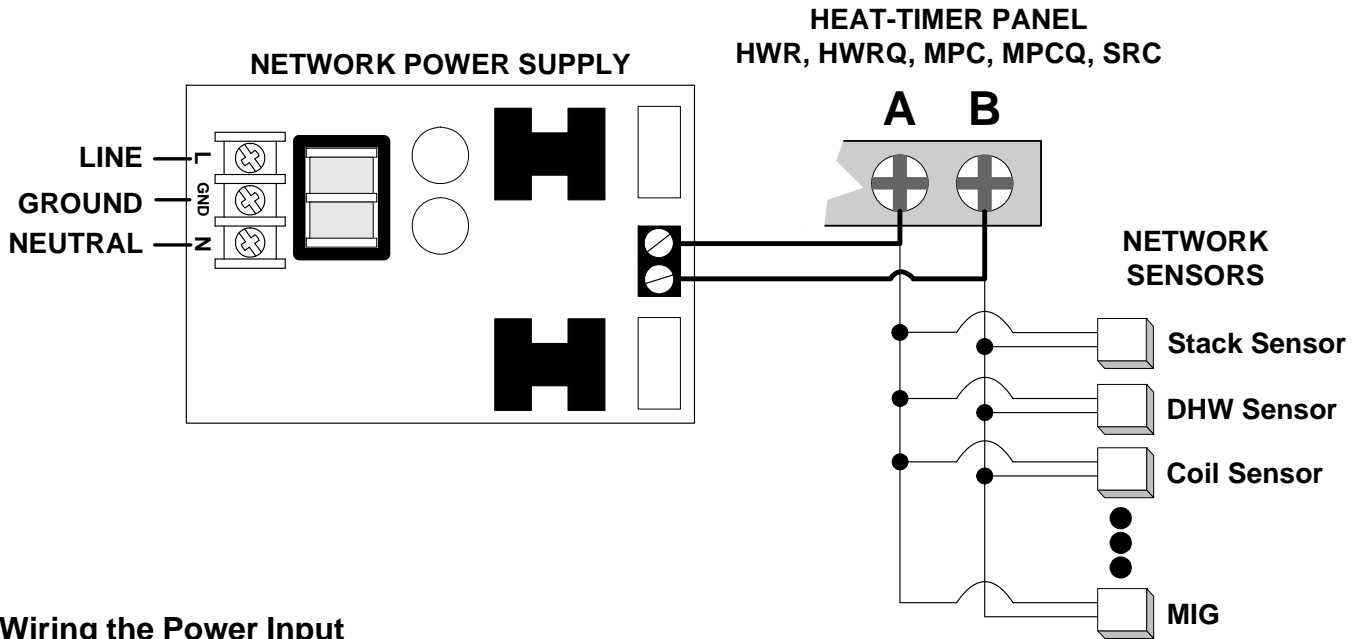 HEAT-TIMER PANEL
HWR, HWRQ, MPC, MPCQ, SRC
NETWORK POWER SUPPLY
A B
LINE
L
GROUND
GND
NEUTRAL
N
NETWORK
SENSORS
Stack Sensor
DHW Sensor
Coil Sensor
MIG
Wiring the Power Input